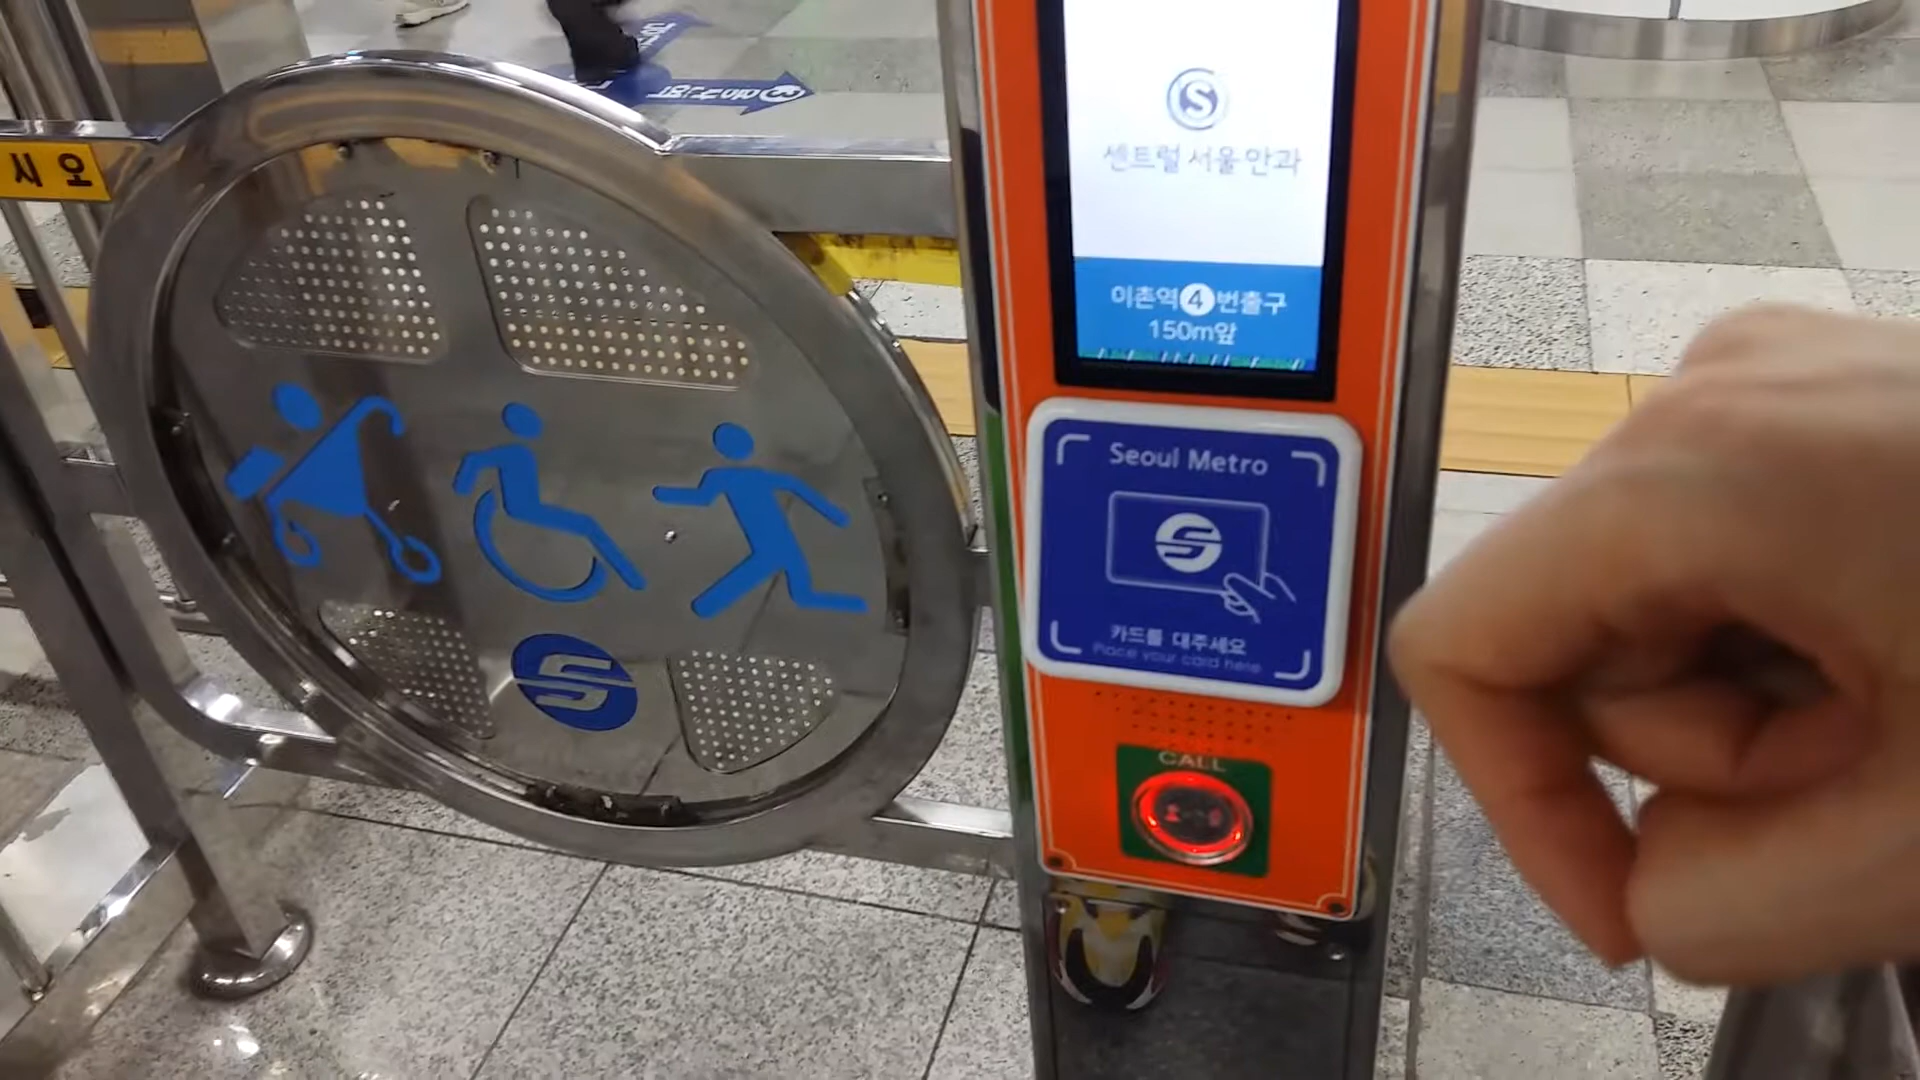 시오
센트럴서울안과
이촌역 4 번출구
150m앞
Seoul Metro
카드를 대주세요
Place your card here
CALL